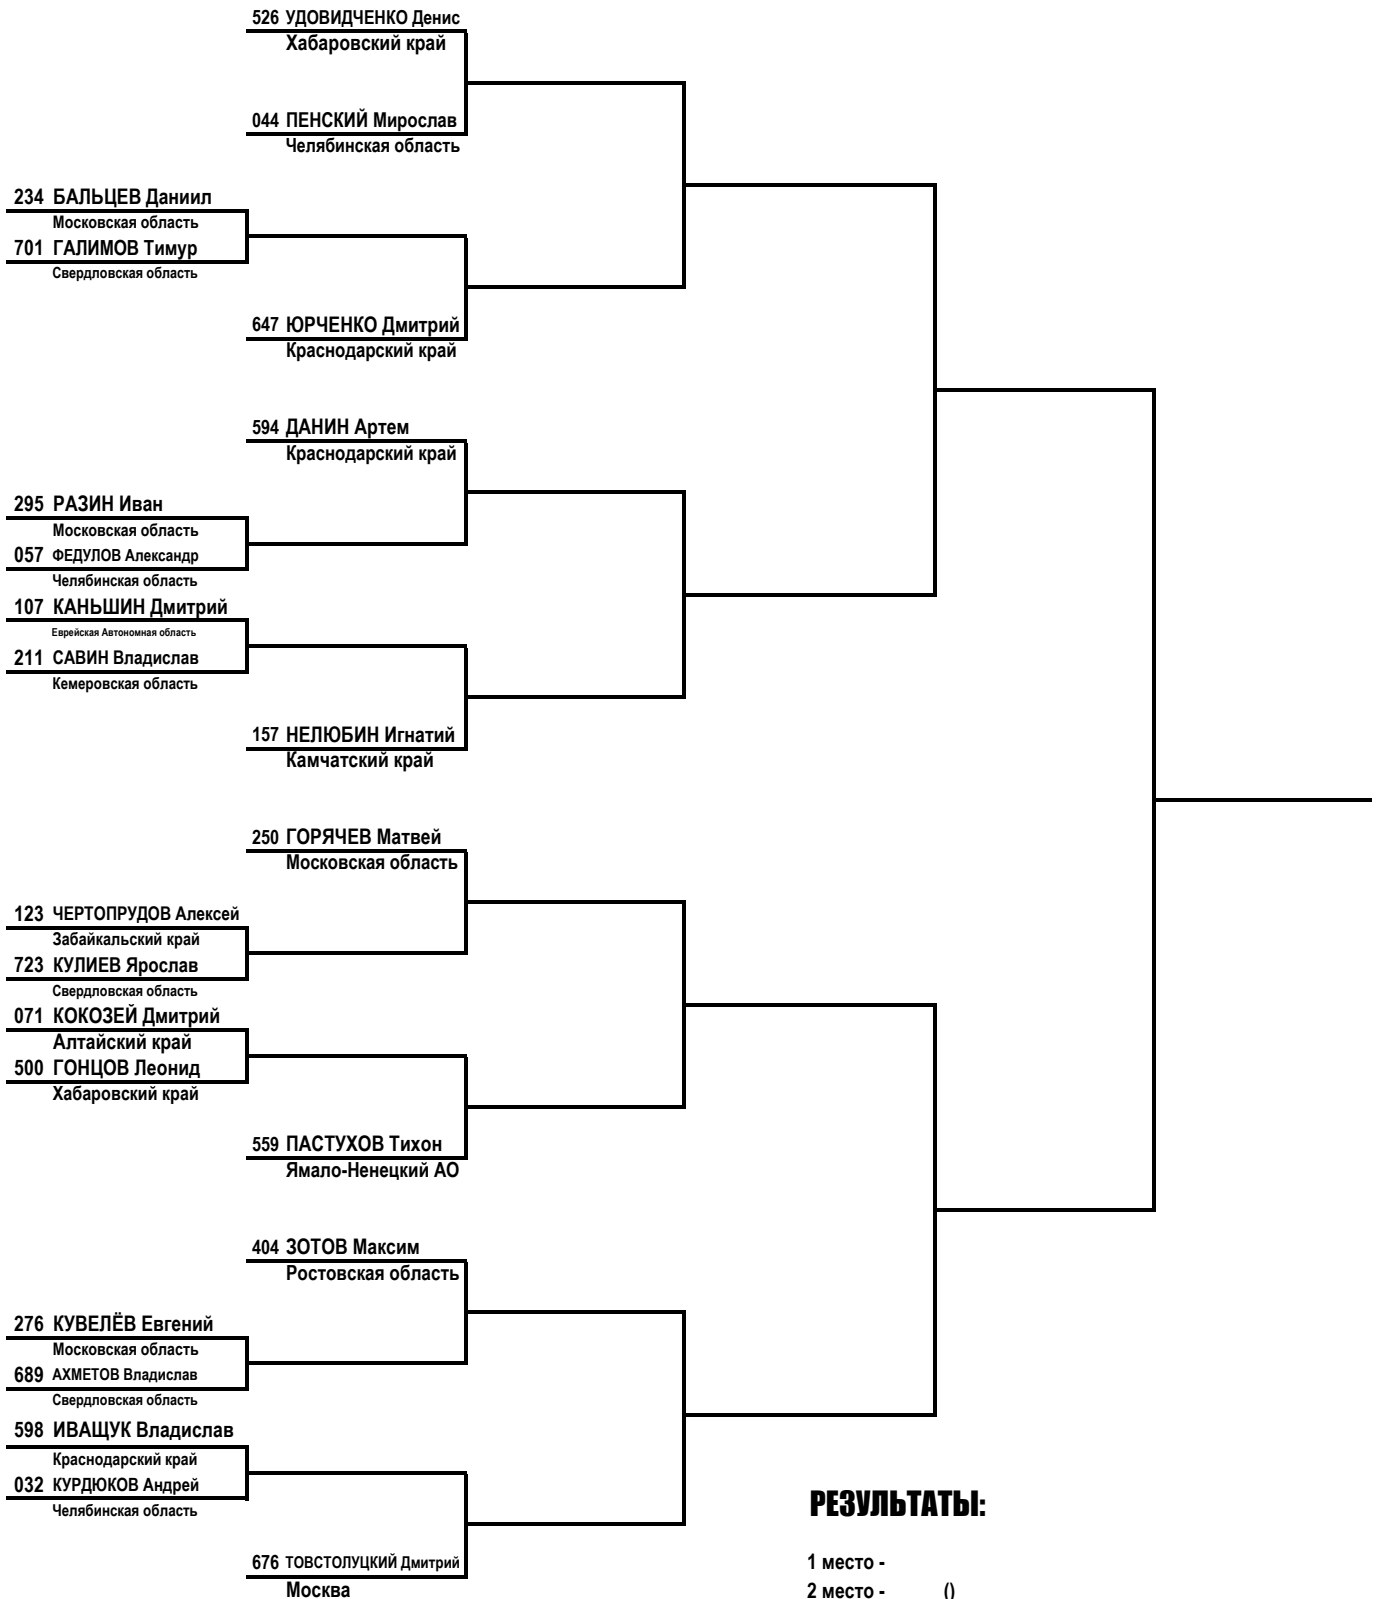 526 УДОВИДЧЕНКО Денис
Хабаровский край
044 ПЕНСКИЙ Мирослав
Челябинская область
234 БАЛЬЦЕВ Даниил
Московская область
701 ГАЛИМОВ Тимур
Свердловская область
647 ЮРЧЕНКО Дмитрий
Краснодарский край
594 ДАНИН Артем
Краснодарский край
295 РАЗИН Иван
Московская область
057 ФЕДУЛОВ Александр
Челябинская область
107 КАНЬШИН Дмитрий
Еврейская Автономная область
211 САВИН Владислав
Кемеровская область
157 НЕЛЮБИН Игнатий
Камчатский край
250 ГОРЯЧЕВ Матвей
Московская область
123 ЧЕРТОПРУДОВ Алексей
Забайкальский край
723 КУЛИЕВ Ярослав
Свердловская область
071 КОКОЗЕЙ Дмитрий
Алтайский край
500 ГОНЦОВ Леонид
Хабаровский край
559 ПАСТУХОВ Тихон
Ямало-Ненецкий АО
404 ЗОТОВ Максим
Ростовская область
276 КУВЕЛЁВ Евгений
Московская область
689 АХМЕТОВ Владислав
Свердловская область
598 ИВАЩУК Владислав
Краснодарский край
032 КУРДЮКОВ Андрей
Челябинская область
676 ТОВСТОЛУЦКИЙ Дмитрий
Москва
РЕЗУЛЬТАТЫ:
1 место -
2 место - ()